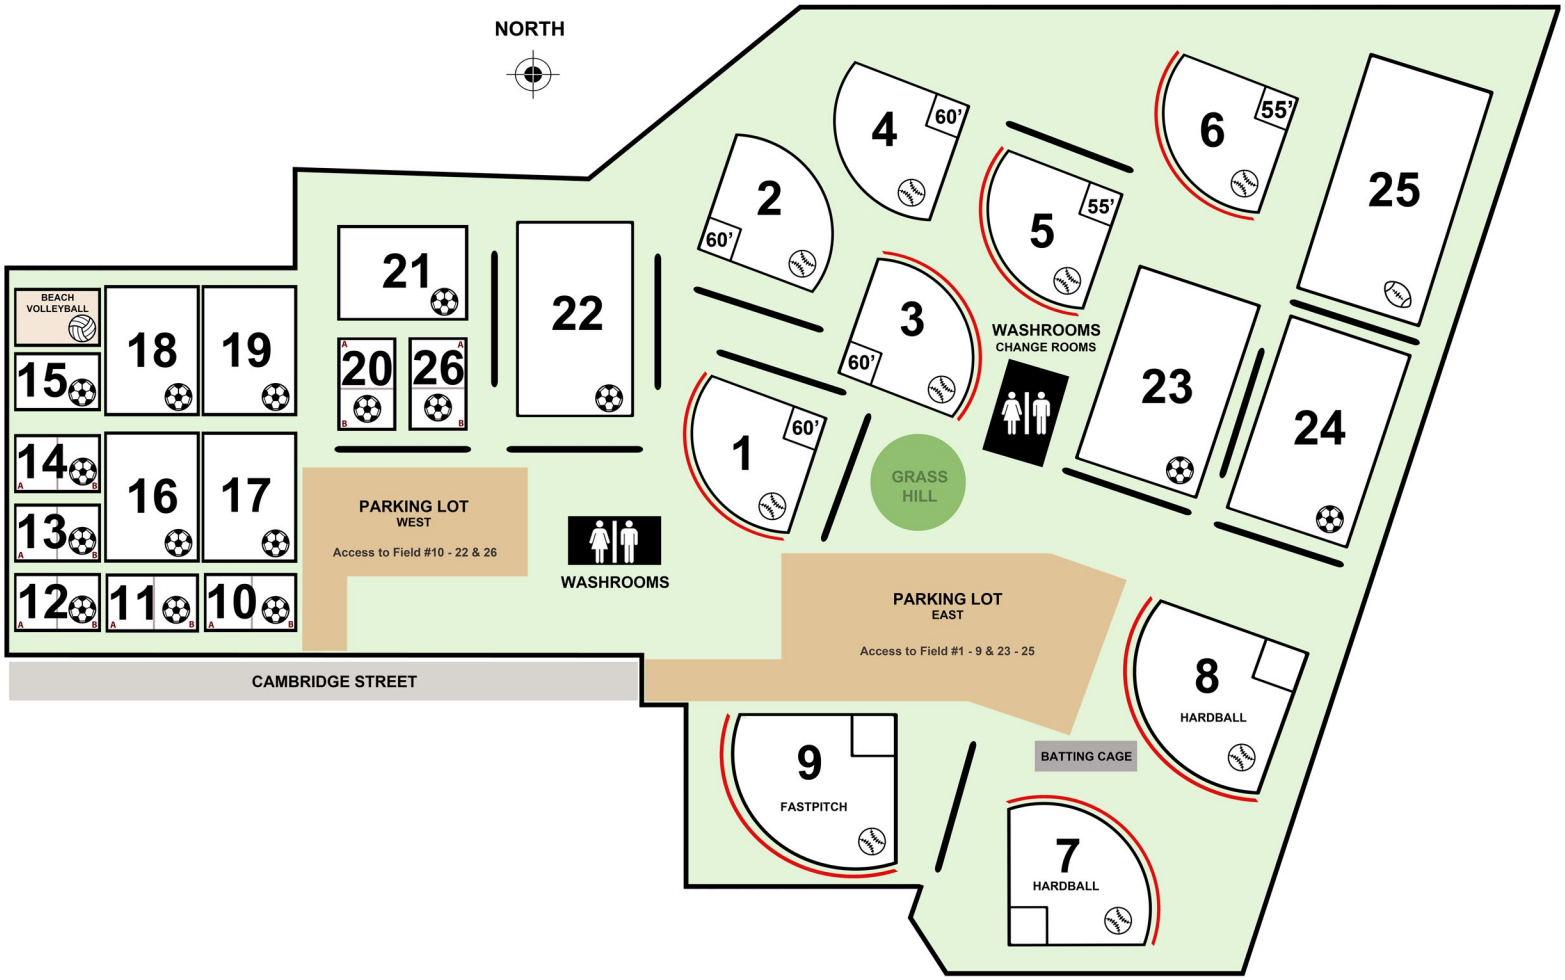 NORTH
4
60’
6
55’
2
60’
5
55’
25
21
22
3
60’
WASHROOMS
CHANGE ROOMS
BEACH
VOLLEYBALL
18
19
15
A
20
B
A
26
B
23
24
1
60’
GRASS
HILL
14
A B
16
17
13
A B
12
A B
11
A B
10
A B
PARKING LOT
WEST
Access to Field #10 - 22 & 26
WASHROOMS
PARKING LOT
EAST
Access to Field #1 - 9 & 23 - 25
CAMBRIDGE STREET
8
HARDBALL
9
FASTPITCH
BATTING CAGE
7
HARDBALL